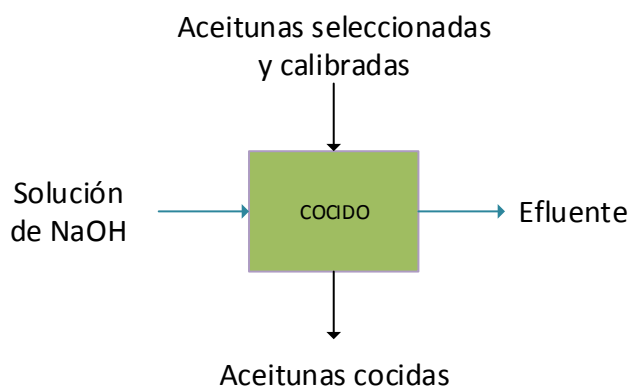 Aceitunas seleccionadas
y calibradas
Solución
de NaOH
COCIDO
Efluente
Aceitunas cocidas